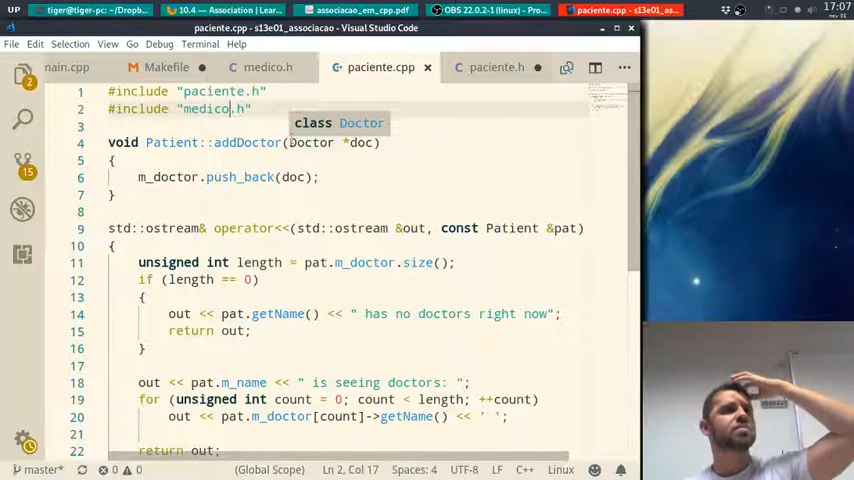 UP
tiger@tiger-pc: ~/Dropb...
10.4 — Association | Lear...
associacao_em_cpp.pdf
OBS 22.0.2-1 (linux) - Pro...
paciente.cpp - s13e01_as...
17:07
nov 01
paciente.cpp - s13e01_associacao - Visual Studio Code
File Edit Selection View Go Debug Terminal Help
main.cpp
Makefile
medico.h
paciente.cpp
paciente.h
1 #include "paciente.h"
2 #include "medico.h"
class Doctor
3
4 void Patient::addDoctor(Doctor *doc)
5 {
6 m_doctor.push_back(doc);
7 }
8
9 std::ostream& operator<<(std::ostream &out, const Patient &pat)
10 {
11 unsigned int length = pat.m_doctor.size();
12 if (length == 0)
13 {
14 out << pat.getName() << " has no doctors right now";
15 return out;
16 }
17
18 out << pat.m_name << " is seeing doctors: ";
19 for (unsigned int count = 0; count < length; ++count)
20 out << pat.m_doctor[count]->getName() << ' ';
21
22 return out;
2
15
master*
0
0
(Global Scope)
Ln 2, Col 17
Spaces: 4
UTF-8
LF
C++
Linux